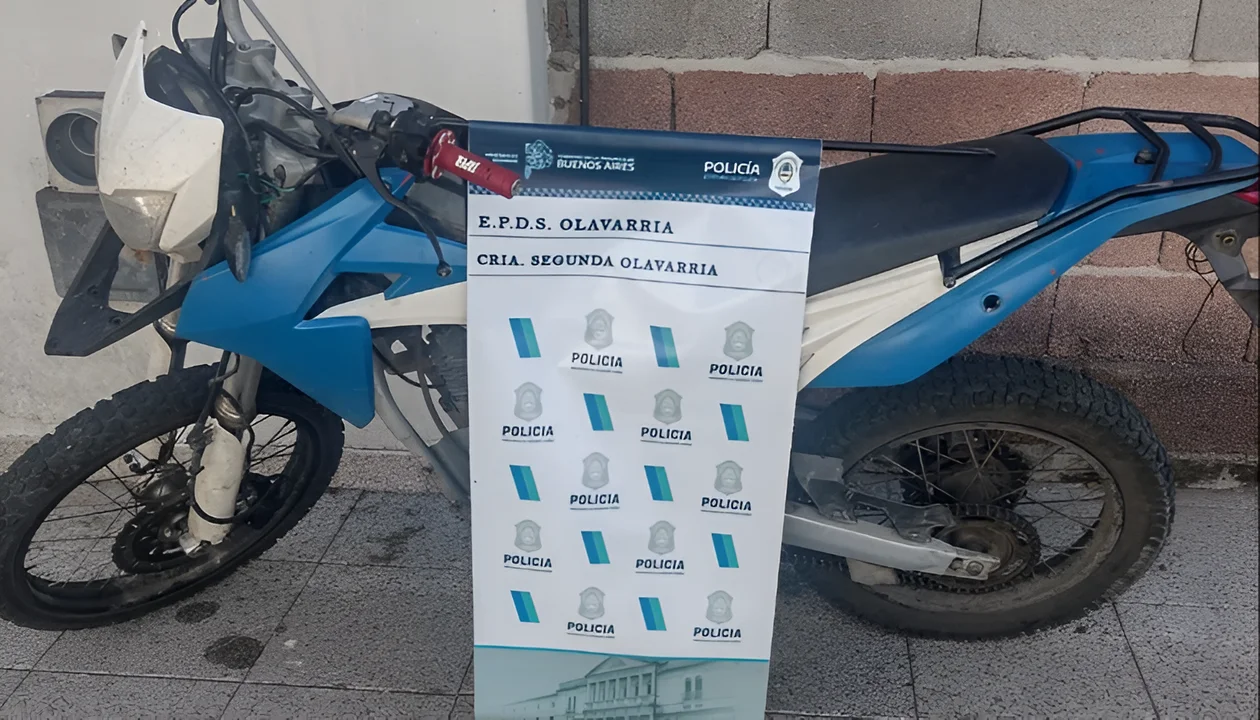 BUENOS AIRES
POLICÍA
E.P.D.S. OLAVARRIA
CRIA. SEGUNDA OLAVARRIA
POLICIA POLICIA
POLICIA POLICIA
POLICIA POLICIA
POLICIA POLICIA
POLICIA POLICIA